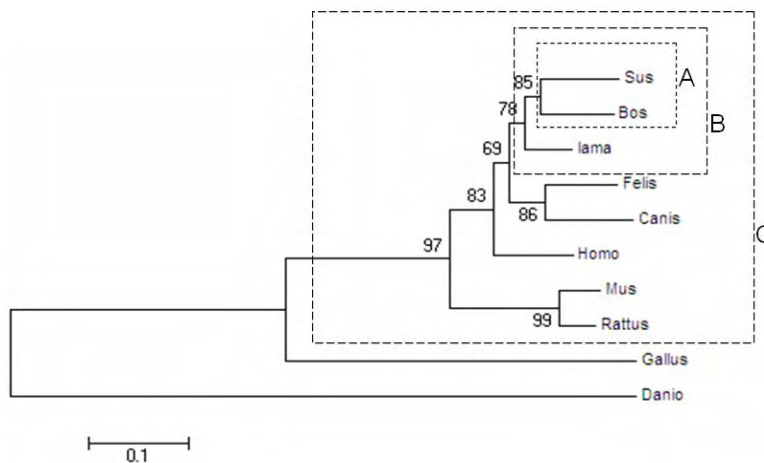 Sus
A
85
Bos
78
B
lama
69
Felis
83
86
Canis
C
97
Homo
Mus
99
Rattus
Gallus
Danio
0.1